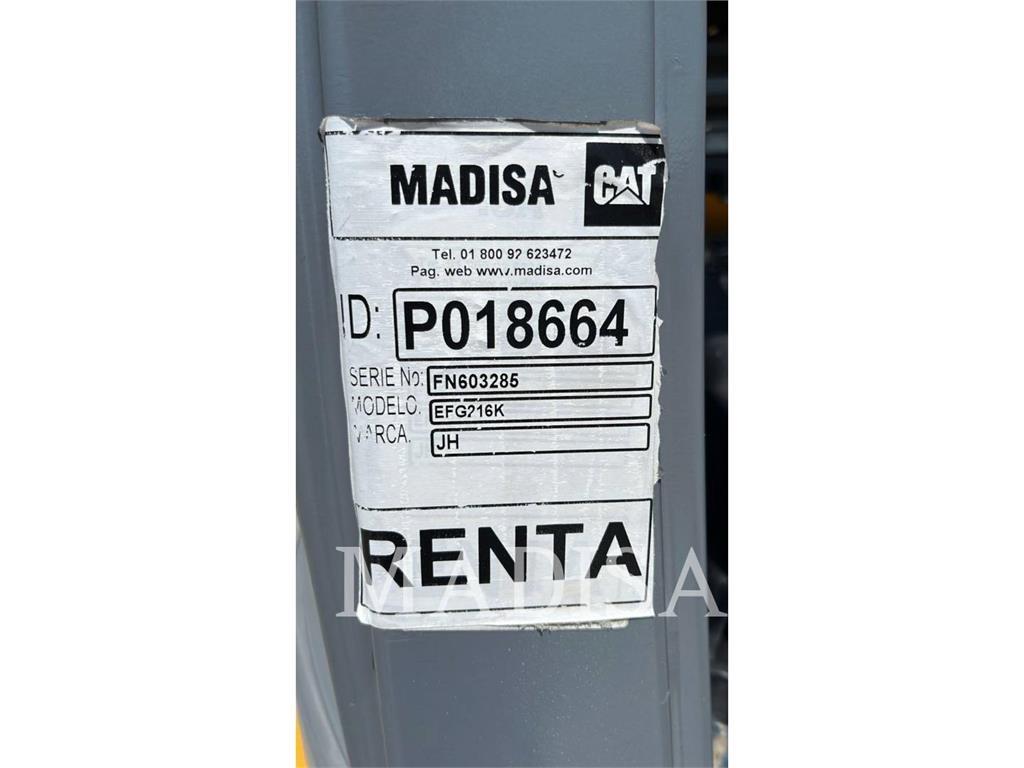 MADISA CAT
Tel. 01 800 92 623472
Pag. web www.madisa.com
ID: P018664
SERIE No: FN603285
MODELO. EFG216K
MARCA. JH
RENTA
MADISA